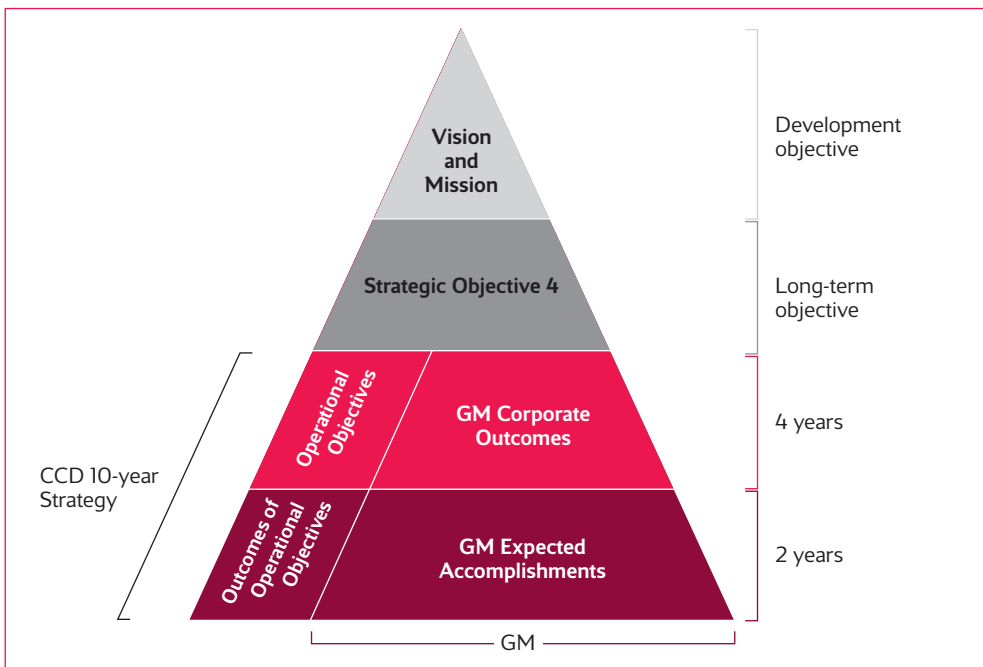 Vision
and
Mission
Development
objective
Strategic Objective 4
Long-term
objective
Operational
Objectives
GM Corporate
Outcomes
4 years
CCD 10-year
Strategy
Outcomes of
Operational
Objectives
GM Expected
Accomplishments
2 years
GM